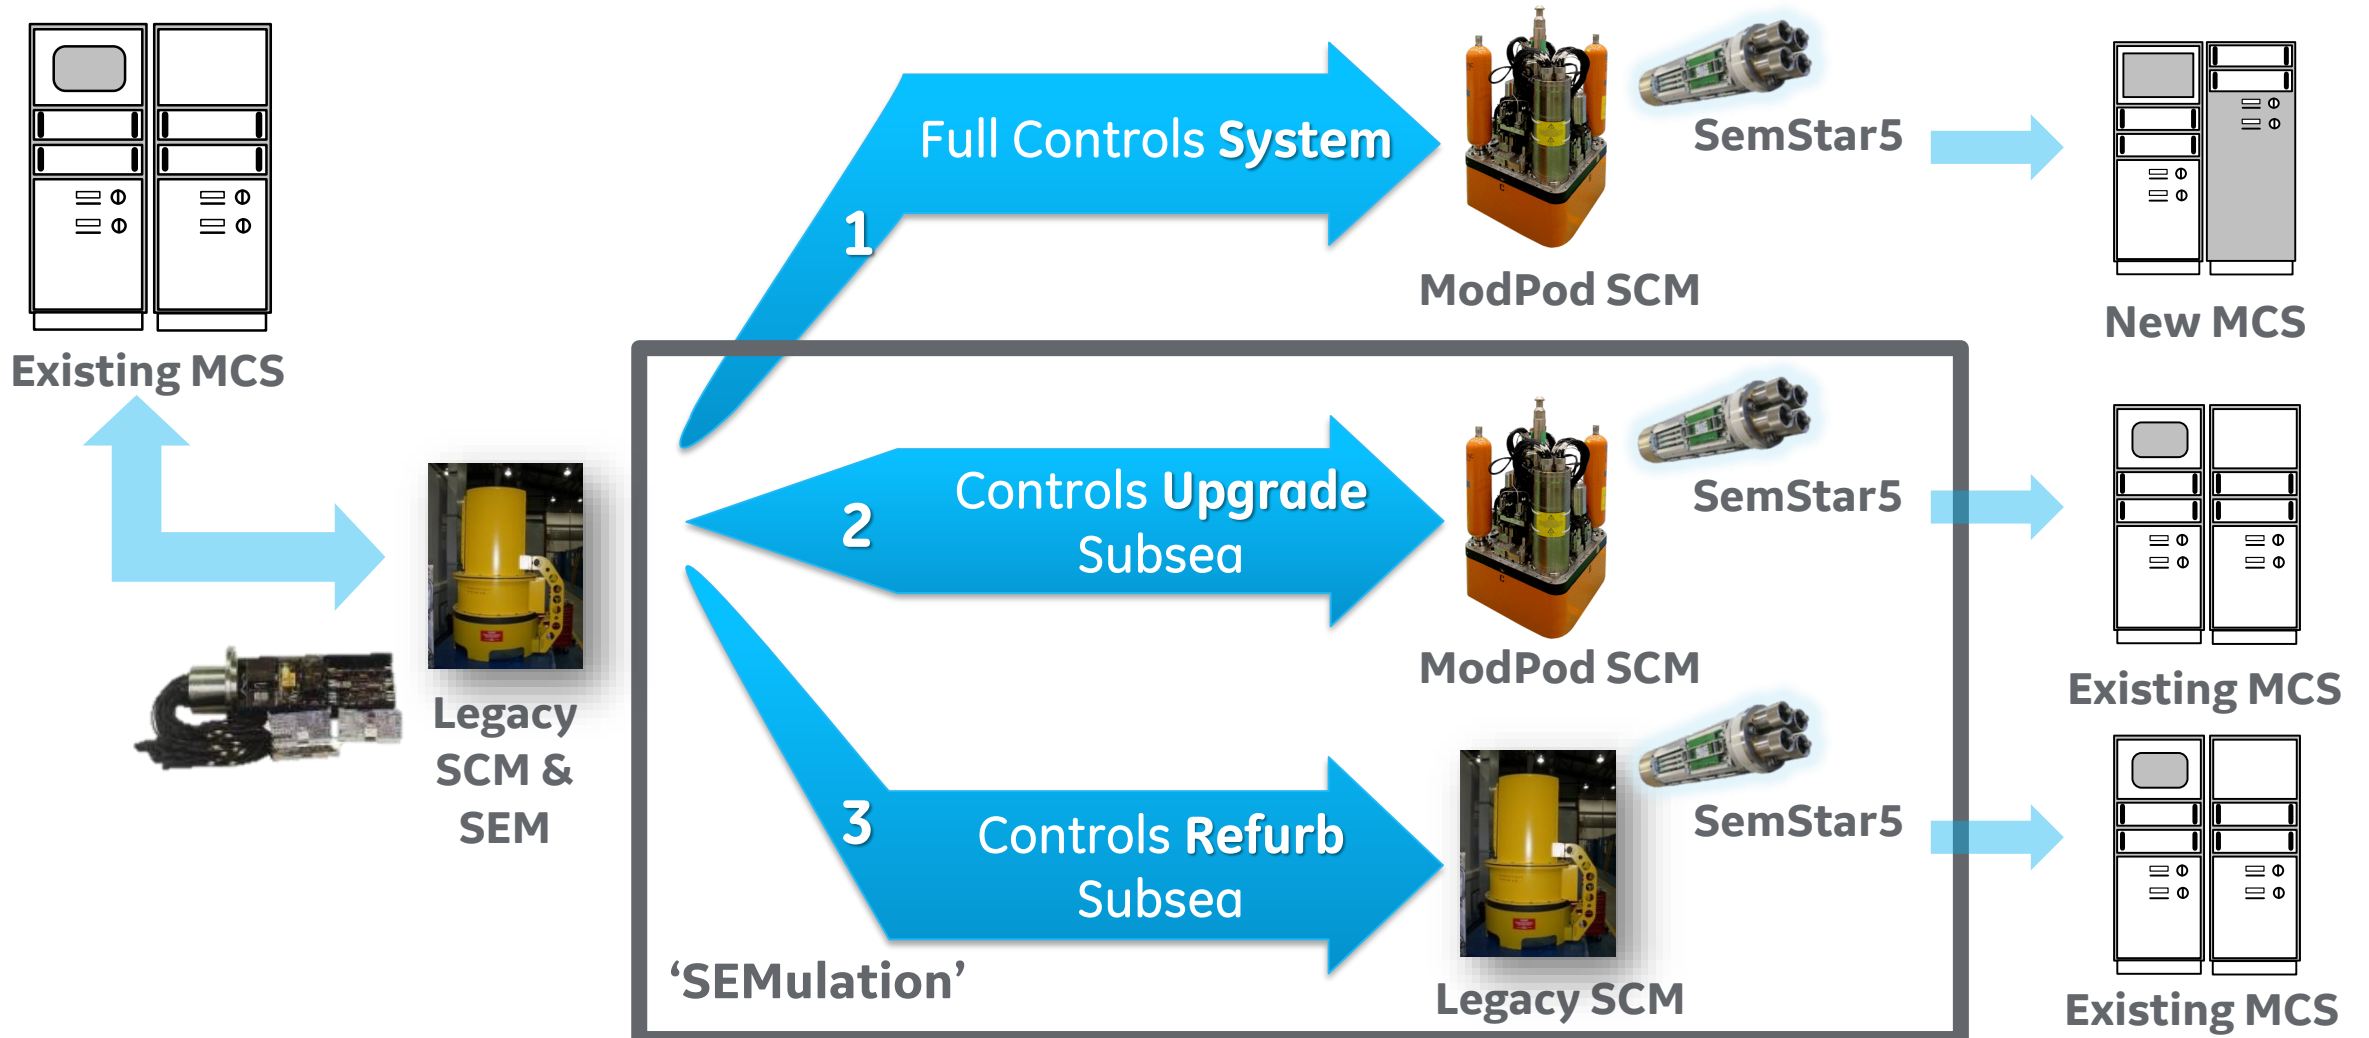 Existing MCS
Legacy
SCM &
SEM
1
Full Controls System
ModPod SCM
SemStar5
New MCS
2
Controls Upgrade
Subsea
ModPod SCM
SemStar5
Existing MCS
3
Controls Refurb
Subsea
Legacy SCM
SemStar5
Existing MCS
‘SEMulation’